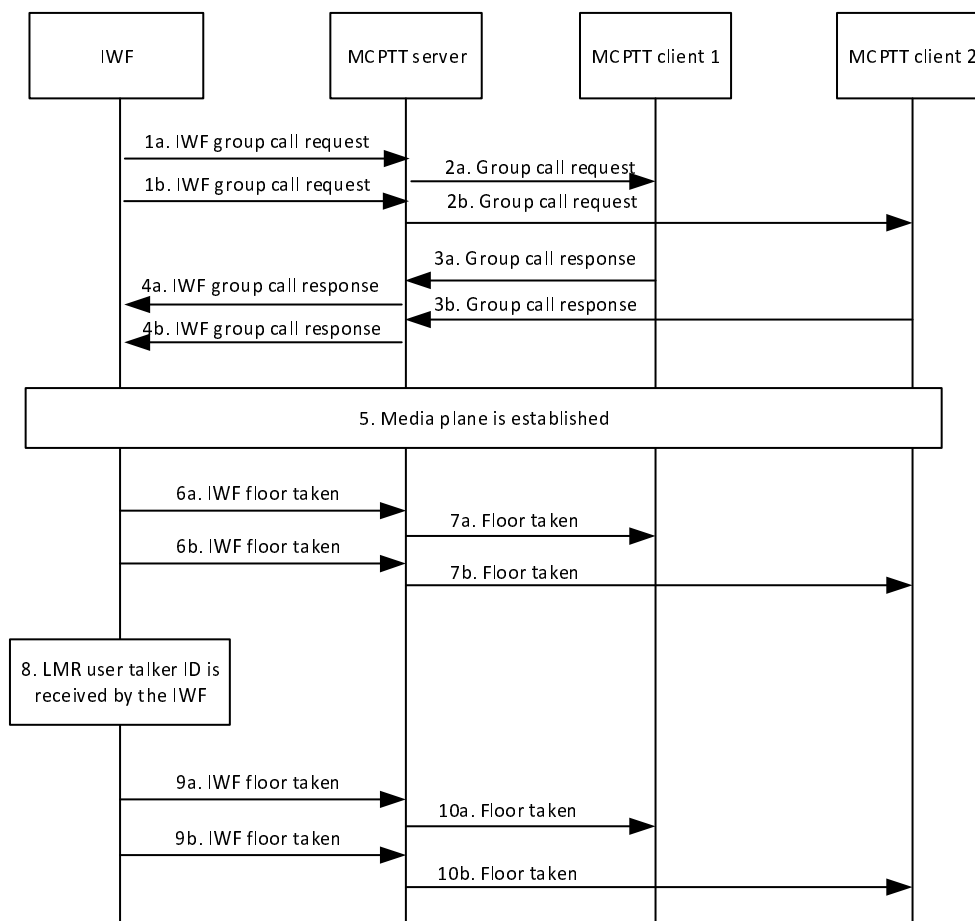 IWF
MCPTT server
MCPTT client 1
MCPTT client 2
1a. IWF group call request
2a. Group call request
1b. IWF group call request
2b. Group call request
3a. Group call response
4a. IWF group call response
3b. Group call response
4b. IWF group call response
5. Media plane is established
6a. IWF floor taken
7a. Floor taken
6b. IWF floor taken
7b. Floor taken
8. LMR user talker ID is
received by the IWF
9a. IWF floor taken
10a. Floor taken
9b. IWF floor taken
10b. Floor taken